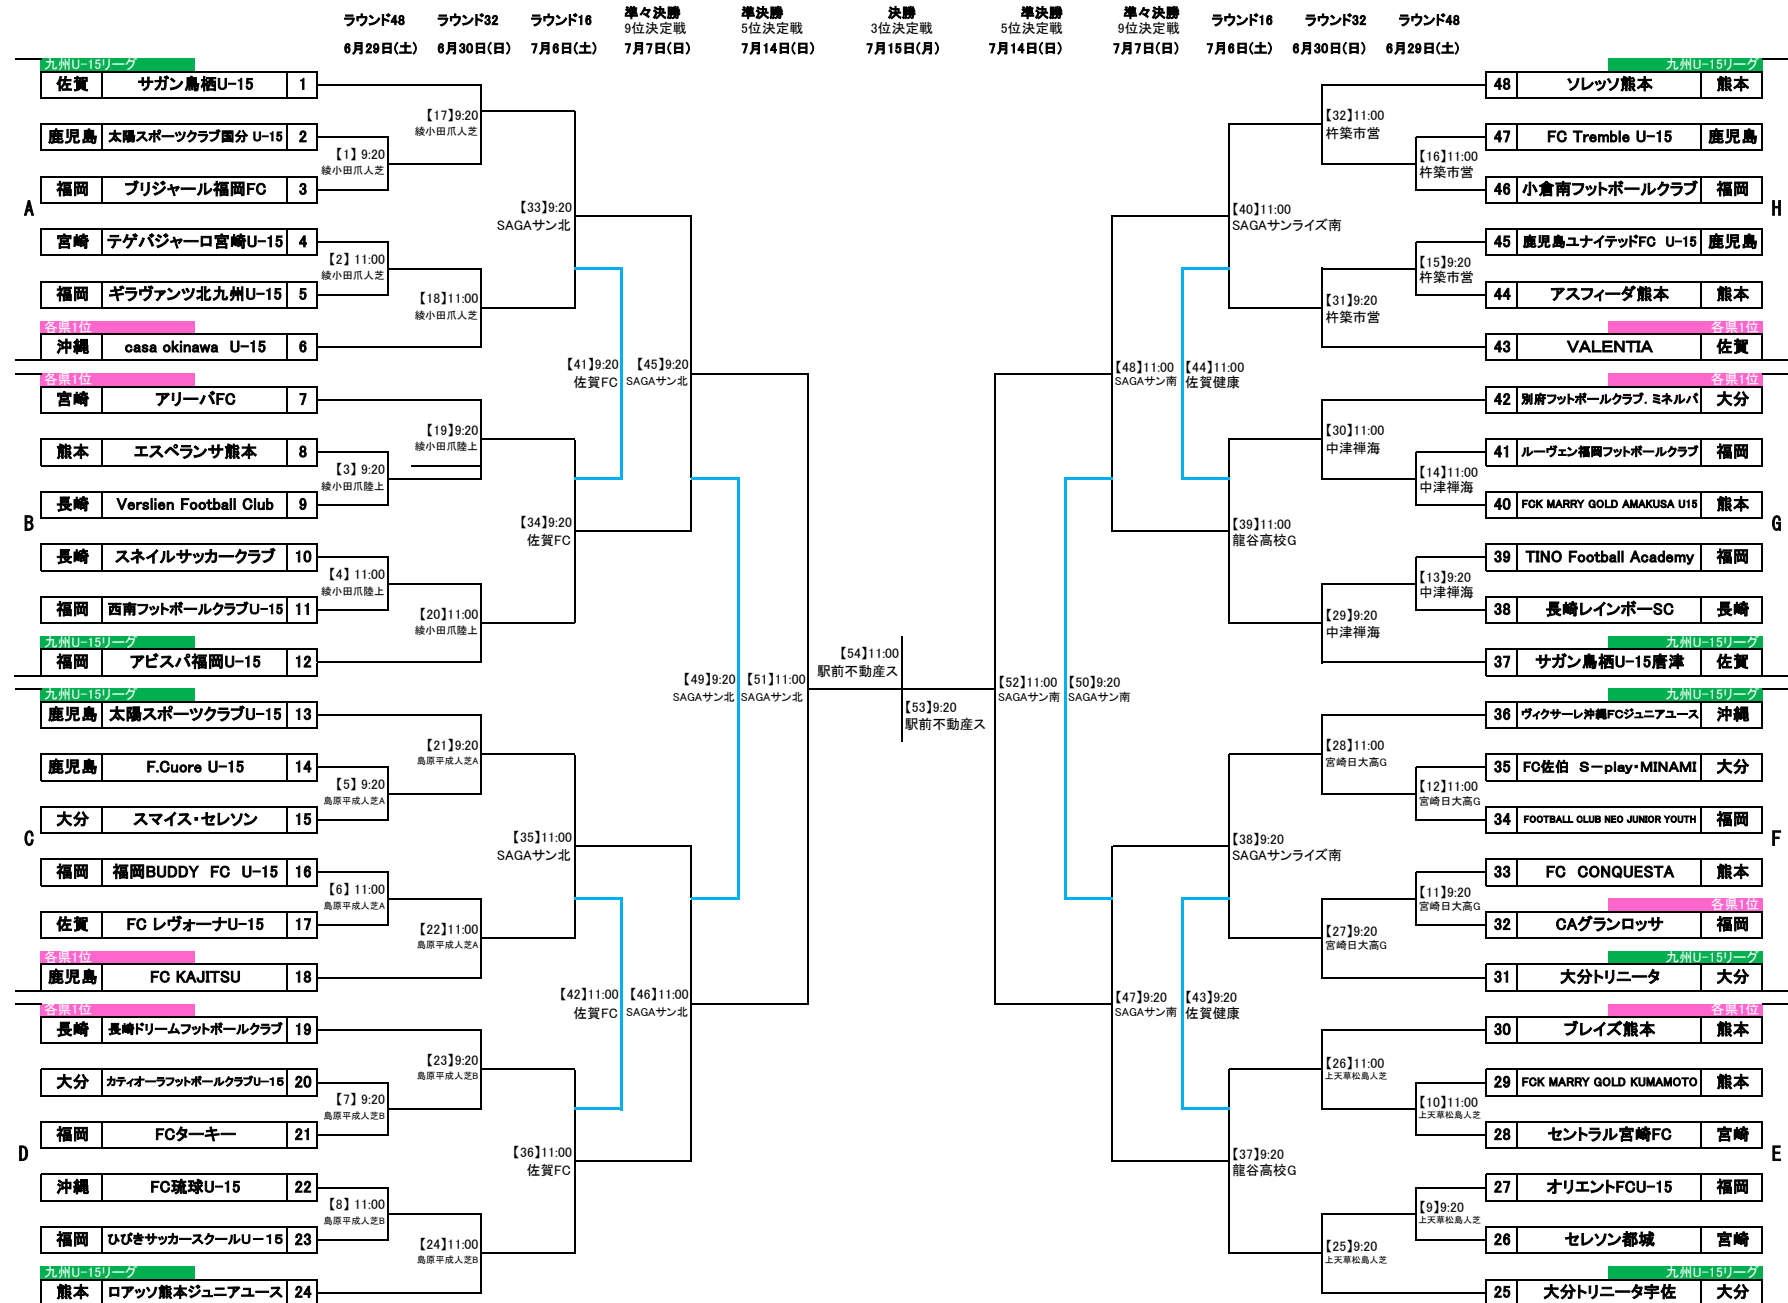 ラウンド48 ラウンド32 ラウンド16 準々決勝 準決勝 決勝 準決勝 準々決勝 ラウンド16 ラウンド32 ラウンド48
9位決定戦 5位決定戦 3位決定戦 5位決定戦 9位決定戦
6月29日(土) 6月30日(日) 7月6日(土) 7月7日(日) 7月14日(日) 7月15日(月) 7月14日(日) 7月7日(日) 7月6日(土) 6月30日(日) 6月29日(土)
A
九州U-15リーグ
佐賀 サガン鳥栖U-15 1
鹿児島 太陽スポーツクラブ国分 U-15 2
福岡 ブリジャール福岡FC 3
宮崎 テゲバジャーロ宮崎U-15 4
福岡 ギラヴァンツ北九州U-15 5
各県1位
沖縄 casa okinawa U-15 6
B
各県1位
宮崎 アリーバFC 7
熊本 エスペランサ熊本 8
長崎 Verslien Football Club 9
長崎 スネイルサッカークラブ 10
福岡 西南フットボールクラブU-15 11
九州U-15リーグ
福岡 アビスパ福岡U-15 12
C
九州U-15リーグ
鹿児島 太陽スポーツクラブU-15 13
鹿児島 F.Cuore U-15 14
大分 スマイス・セレソン 15
福岡 福岡BUDDY FC U-15 16
佐賀 FC レヴォーナU-15 17
各県1位
鹿児島 FC KAJITSU 18
D
各県1位
長崎 長崎ドリームフットボールクラブ 19
大分 カティオーラフットボールクラブU-15 20
福岡 FCターキー 21
沖縄 FC琉球U-15 22
福岡 ひびきサッカースクールU-15 23
九州U-15リーグ
熊本 ロアッソ熊本ジュニアユース 24
【1】9:20
綾小田爪人芝
【2】11:00
綾小田爪人芝
【3】9:20
綾小田爪陸上
【4】11:00
綾小田爪陸上
【5】9:20
島原平成人芝A
【6】11:00
島原平成人芝A
【7】9:20
島原平成人芝B
【8】11:00
島原平成人芝B
【17】9:20
綾小田爪人芝
【18】11:00
綾小田爪人芝
【19】9:20
綾小田爪陸上
【20】11:00
綾小田爪陸上
【21】9:20
島原平成人芝A
【22】11:00
島原平成人芝A
【23】9:20
島原平成人芝B
【24】11:00
島原平成人芝B
【33】9:20
SAGAサン北
【34】9:20
佐賀FC
【35】11:00
SAGAサン北
【36】11:00
佐賀FC
【41】9:20
佐賀FC
【42】11:00
佐賀FC
【45】9:20
SAGAサン北
【46】11:00
SAGAサン北
【49】9:20
SAGAサン北
【51】11:00
SAGAサン北
【54】11:00
駅前不動産ス
【53】9:20
駅前不動産ス
【52】11:00
SAGAサン南
【50】9:20
SAGAサン南
【48】11:00
SAGAサン南
【47】9:20
SAGAサン南
【44】11:00
佐賀健康
【43】9:20
佐賀健康
【40】11:00
SAGAサンライズ南
【39】11:00
龍谷高校G
【38】9:20
SAGAサンライズ南
【37】9:20
龍谷高校G
【32】11:00
杵築市営
【31】9:20
杵築市営
【30】11:00
中津禅海
【29】9:20
中津禅海
【28】11:00
宮崎日大高G
【27】9:20
宮崎日大高G
【26】11:00
上天草松島人芝
【25】9:20
上天草松島人芝
【16】11:00
杵築市営
【15】9:20
杵築市営
【14】11:00
中津禅海
【13】9:20
中津禅海
【12】11:00
宮崎日大高G
【11】9:20
宮崎日大高G
【10】11:00
上天草松島人芝
【9】9:20
上天草松島人芝
H
九州U-15リーグ
48 ソレッソ熊本 熊本
47 FC Tremble U-15 鹿児島
46 小倉南フットボールクラブ 福岡
45 鹿児島ユナイテッドFC U-15 鹿児島
44 アスフィーダ熊本 熊本
各県1位
43 VALENTIA 佐賀
G
各県1位
42 別府フットボールクラブ.ミネルバ 大分
41 ルーヴェン福岡フットボールクラブ 福岡
40 FCK MARRY GOLD AMAKUSA U15 熊本
39 TINO Football Academy 福岡
38 長崎レインボーSC 長崎
九州U-15リーグ
37 サガン鳥栖U-15唐津 佐賀
F
九州U-15リーグ
36 ヴィクサーレ沖縄FCジュニアユース 沖縄
35 FC佐伯 S-play・MINAMI 大分
34 FOOTBALL CLUB NEO JUNIOR YOUTH 福岡
33 FC CONQUESTA 熊本
各県1位
32 CAグランロッサ 福岡
九州U-15リーグ
31 大分トリニータ 大分
E
各県1位
30 ブレイズ熊本 熊本
29 FCK MARRY GOLD KUMAMOTO 熊本
28 セントラル宮崎FC 宮崎
27 オリエントFCU-15 福岡
26 セレソン都城 宮崎
九州U-15リーグ
25 大分トリニータ宇佐 大分